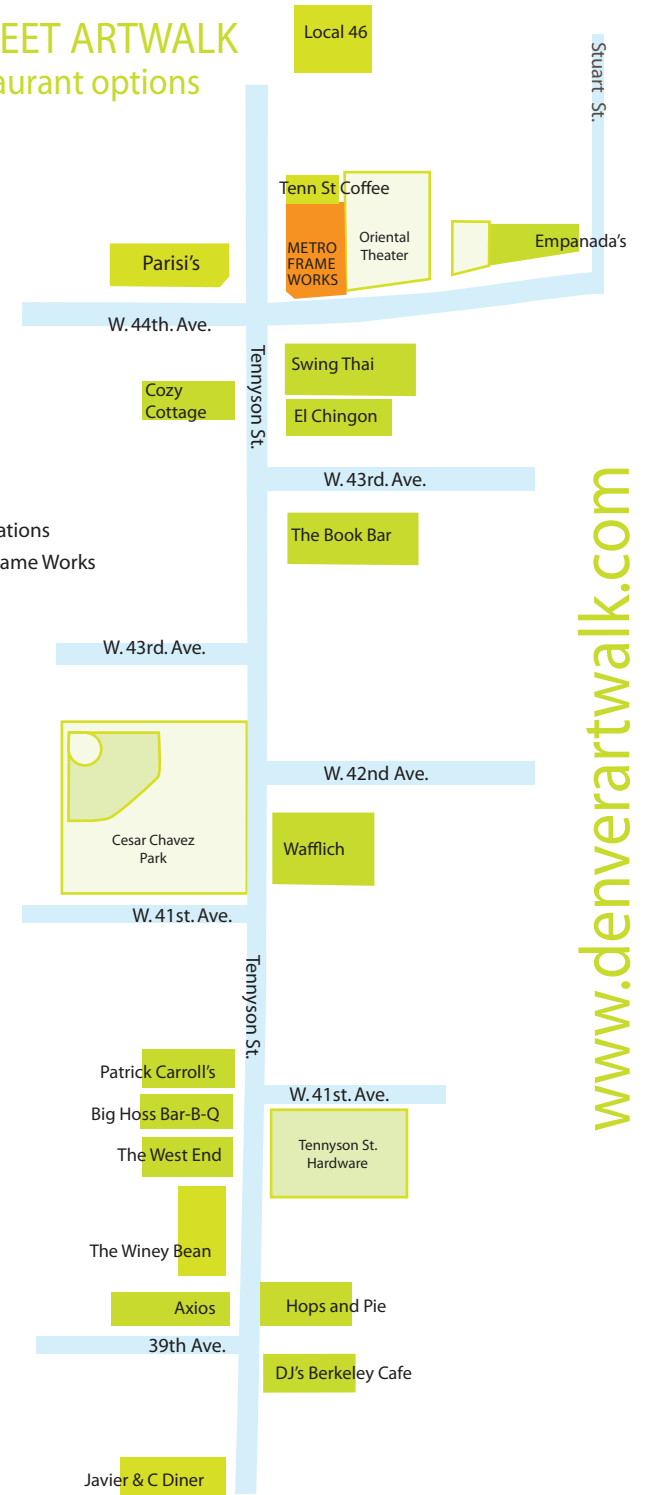 EET ARTWALK
aurant options
Local 46
Stuart St.
Tenn St Coffee
METRO
FRAME
WORKS
Oriental
Theater
Empanada's
Parisi's
W. 44th. Ave.
Tennyson St.
Swing Thai
Cozy
Cottage
El Chingon
W. 43rd. Ave.
The Book Bar
ations
ame Works
W. 43rd. Ave.
W. 42nd Ave.
Cesar Chavez
Park
Wafflich
W. 41st. Ave.
Tennyson St.
Patrick Carroll's
W. 41st. Ave.
Big Hoss Bar-B-Q
The West End
Tennyson St.
Hardware
The Winey Bean
Axios
Hops and Pie
39th Ave.
DJ's Berkeley Cafe
Javier & C Diner
www.denverartwalk.com